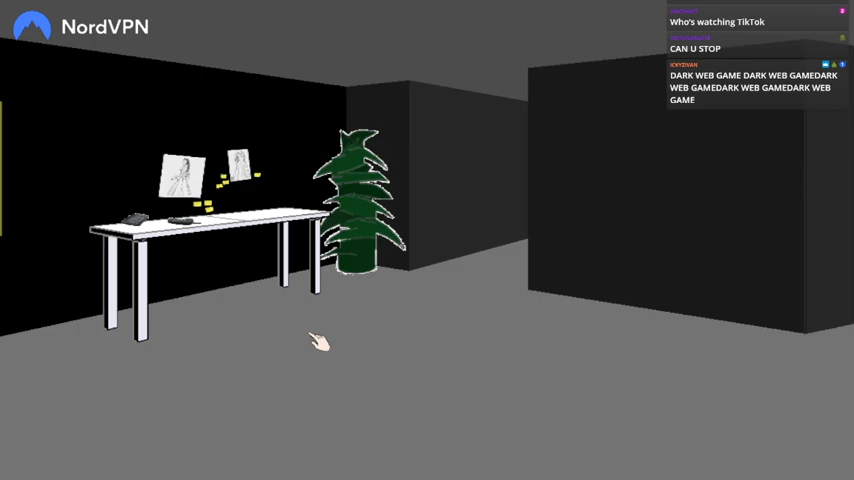 NordVPN
Who's watching TikTok
CAN U STOP
DARK WEB GAME DARK WEB GAMEDARK
WEB GAMEDARK WEB GAMEDARK WEB
GAME